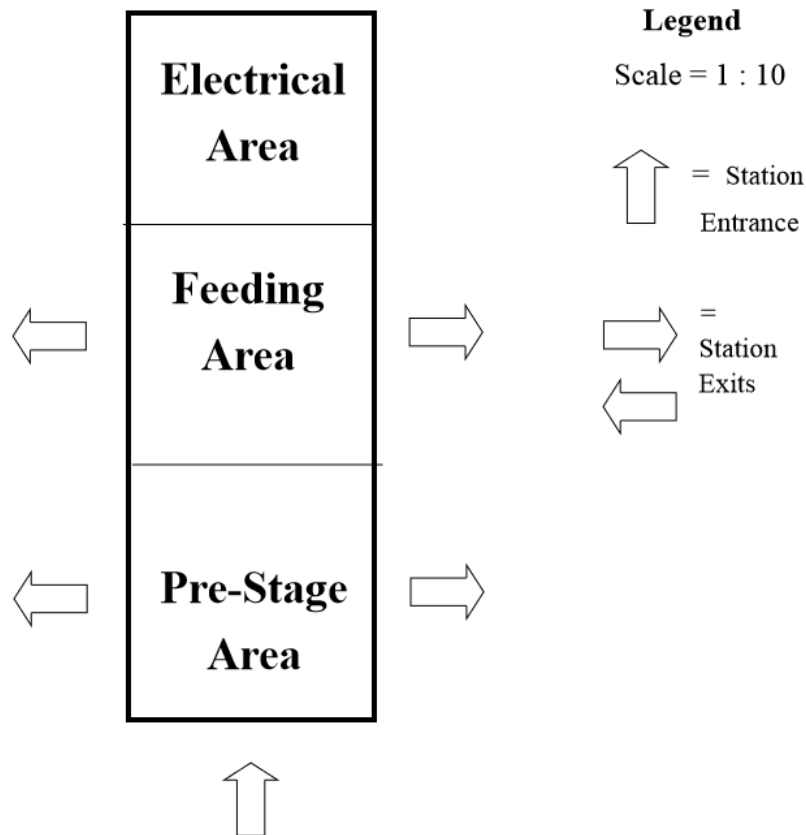 Electrical
Area
Feeding
Area
Pre-Stage
Area
Legend
Scale = 1 : 10
= Station
Entrance
=
Station
Exits